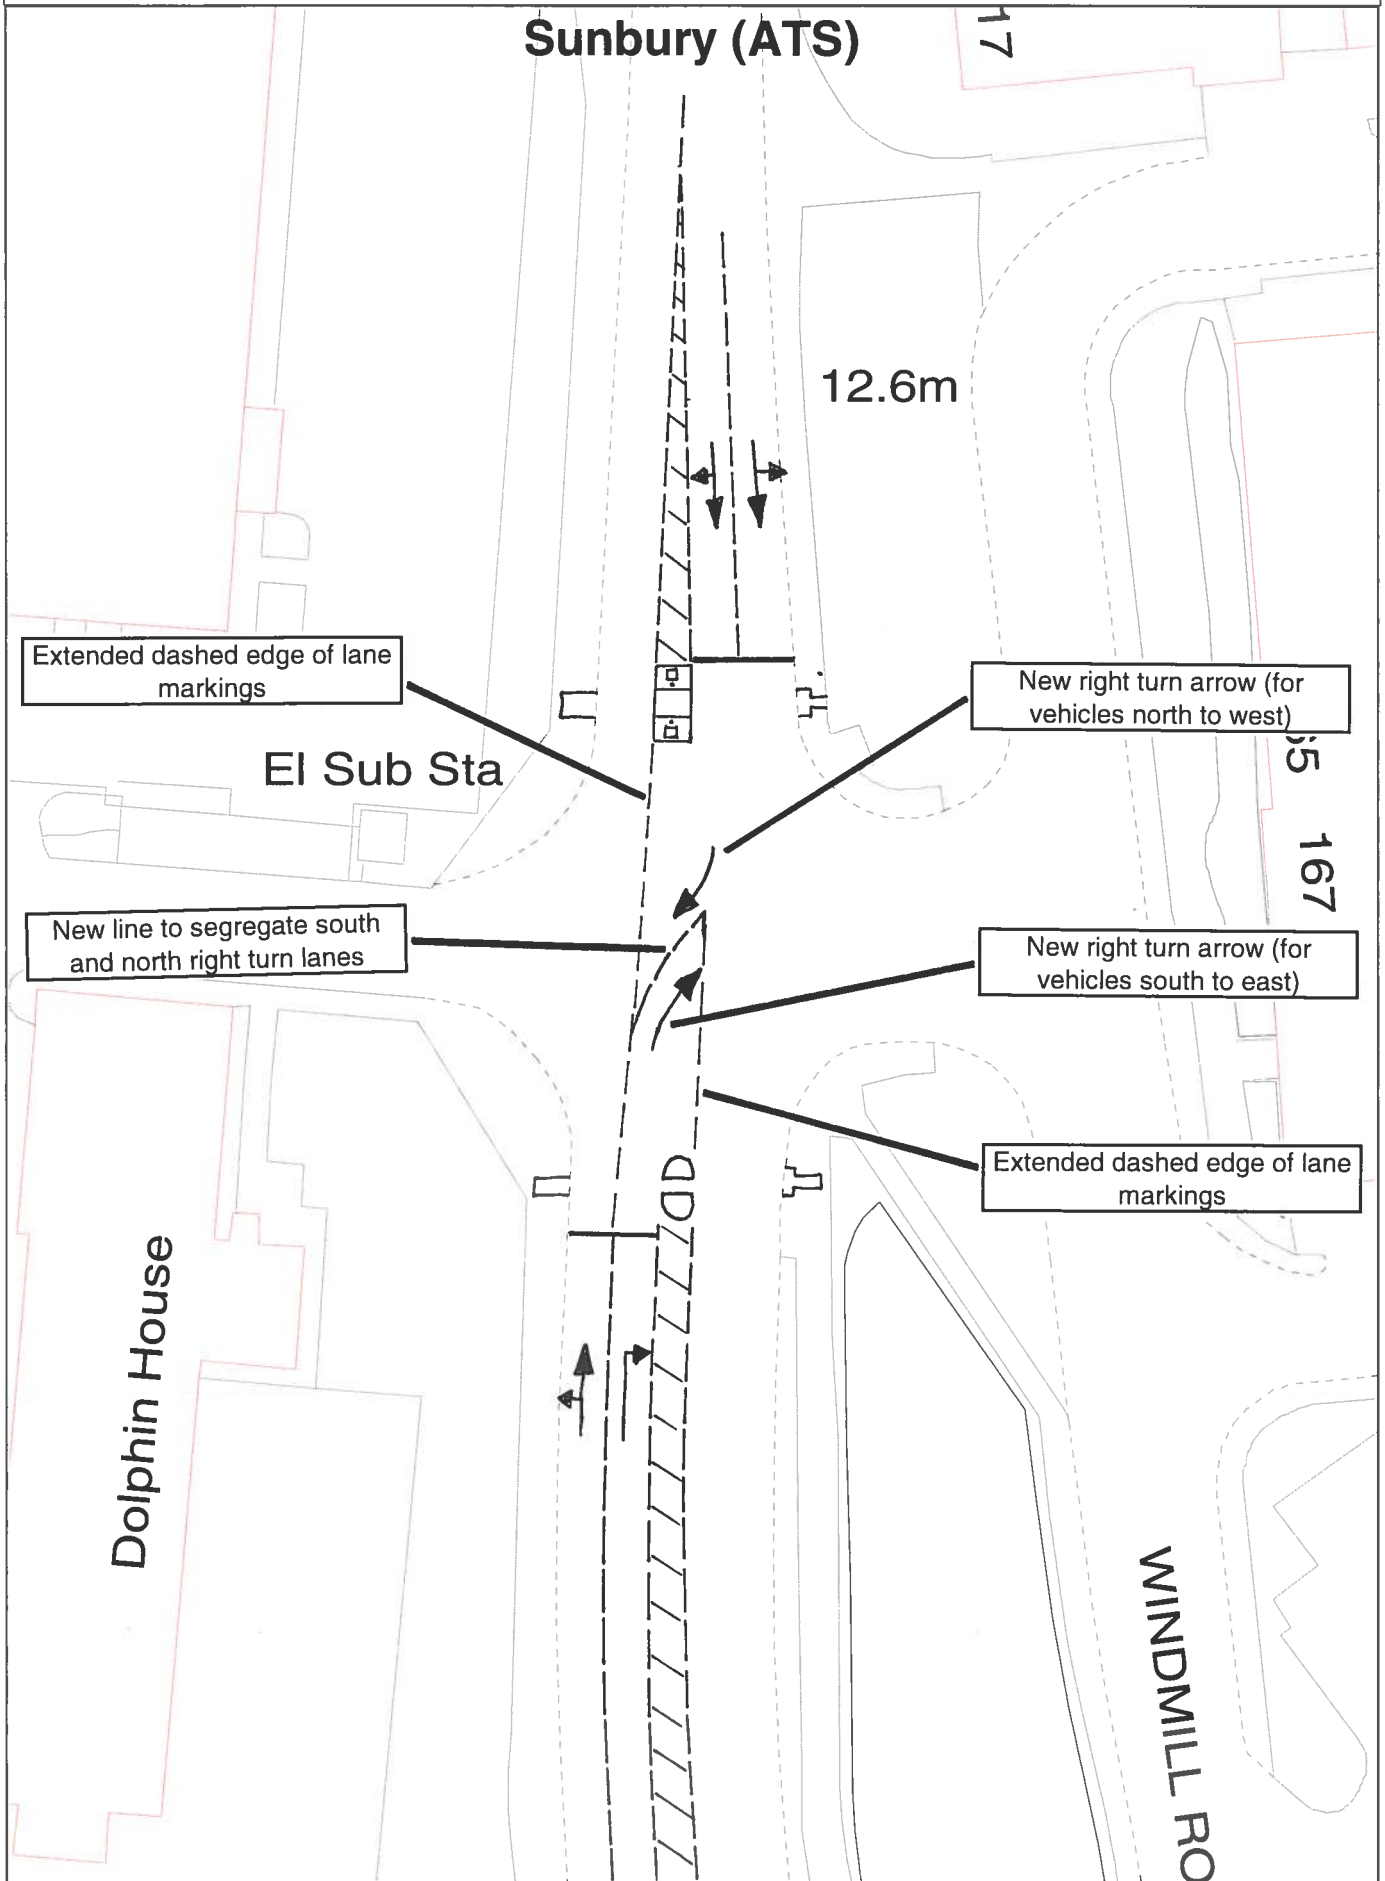 Sunbury (ATS)
17
12.6m
Extended dashed edge of lane
markings
New right turn arrow (for
vehicles north to west)
65
El Sub Sta
167
New line to segregate south
and north right turn lanes
New right turn arrow (for
vehicles south to east)
Extended dashed edge of lane
markings
Dolphin House
WINDMILL RO